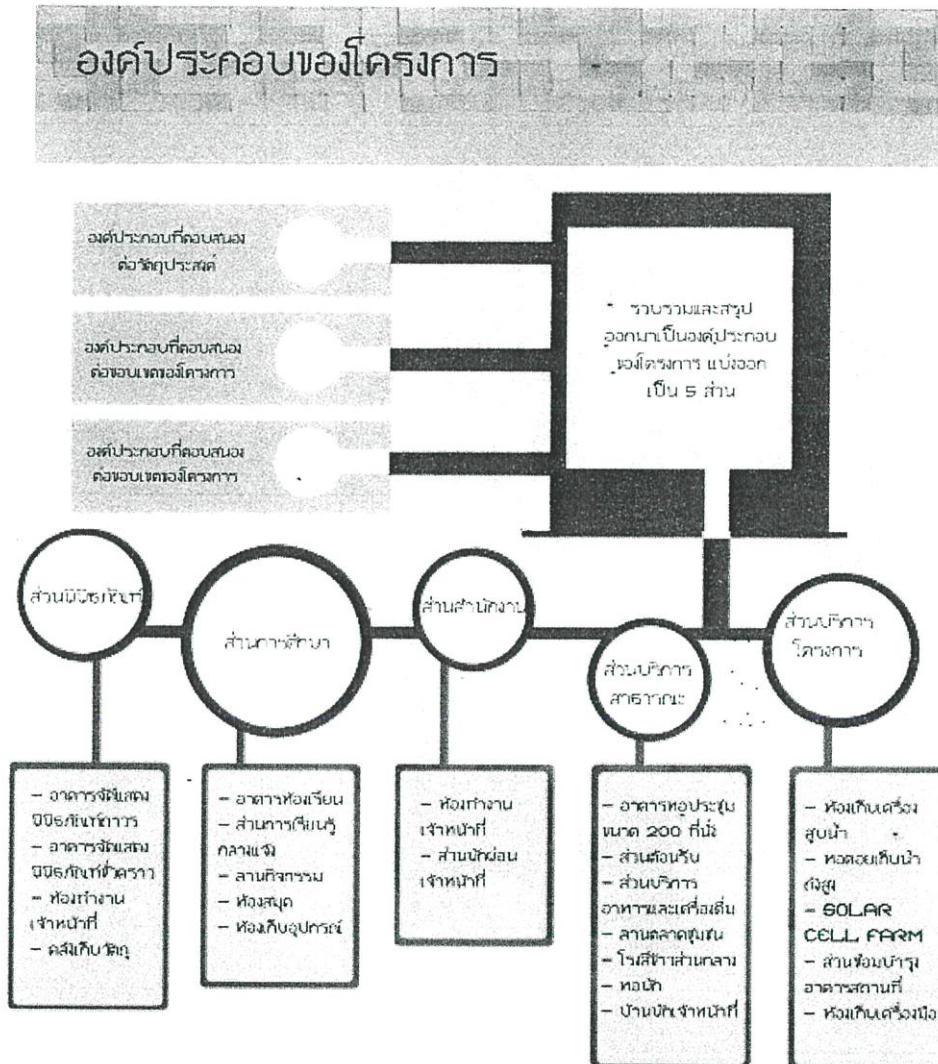 องค์ประกอบของโครงการ
องค์ประกอบที่ตอบสนอง
ต่อวัตถุประสงค์
องค์ประกอบที่ตอบสนอง
ต่อขอบเขตของโครงการ
องค์ประกอบที่ตอบสนอง
ต่อขอบเขตของโครงการ
รวบรวมและสรุป
ออกมาเป็นองค์ประกอบ
ของโครงการ แบ่งออก
เป็น 5 ส่วน
ส่วนพิพิธภัณฑ์
ส่วนการศึกษา
ส่วนสำนักงาน
ส่วนบริการ
สาธารณะ
ส่วนบริการ
โครงการ
- อาคารจัดแสดง
พิพิธภัณฑ์ถาวร
- อาคารจัดแสดง
พิพิธภัณฑ์ชั่วคราว
- ห้องทำงาน
เจ้าหน้าที่
- คลังเก็บวัตถุ
- อาคารห้องเรียน
- ส่วนการเรียนรู้
กลางแจ้ง
- ลานกิจกรรม
- ห้องสมุด
- ห้องเก็บอุปกรณ์
- ห้องทำงาน
เจ้าหน้าที่
- ส่วนพักผ่อน
เจ้าหน้าที่
- อาคารหอประชุม
ขนาด 200 ที่นั่ง
- ส่วนต้อนรับ
- ส่วนบริการ
อาหารและเครื่องดื่ม
- ลานตลาดชุมชน
- โรงสีข้าวส่วนกลาง
- หอพัก
- บ้านพักเจ้าหน้าที่
- ห้องเก็บเครื่อง
สูบน้ำ
- หอคอยเก็บน้ำ
ถังสูง
- SOLAR
CELL FARM
- ส่วนซ่อมบำรุง
อาคารสถานที่
- ห้องเก็บเครื่องมือ